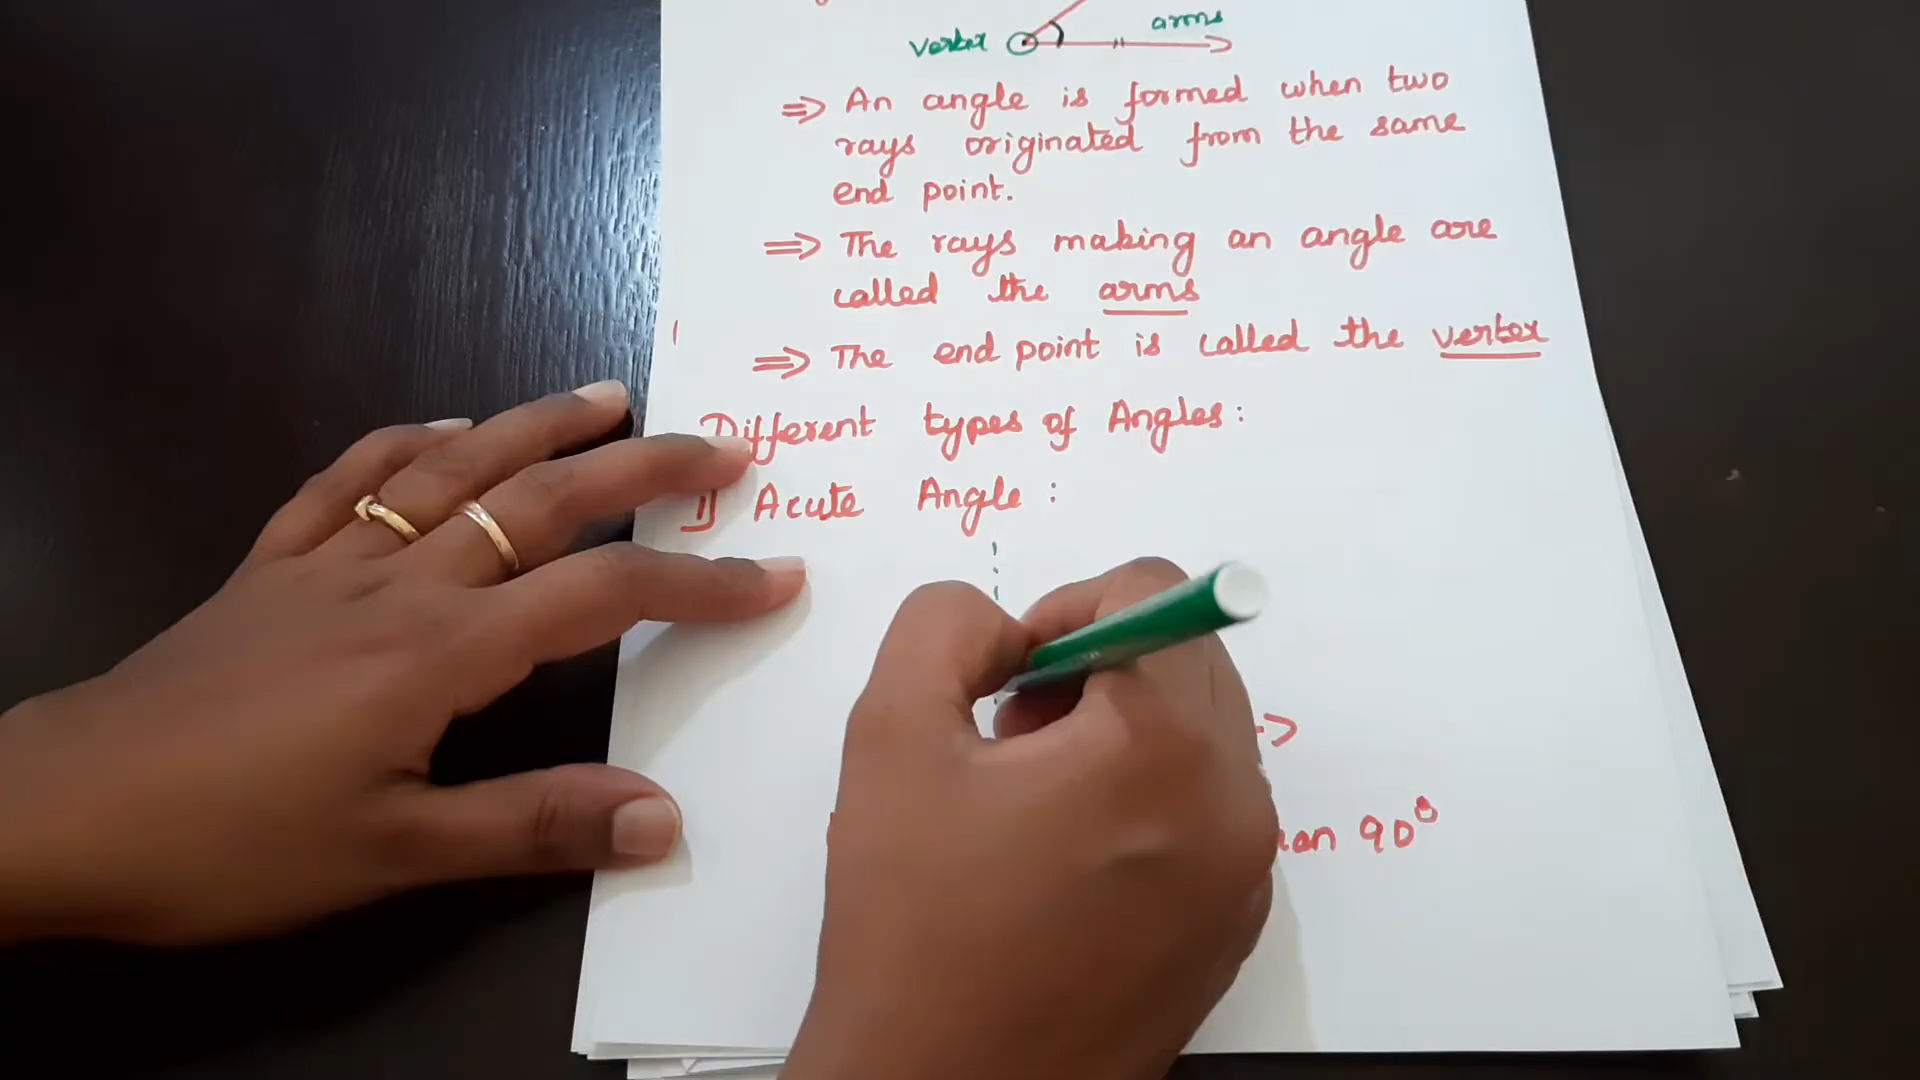 arms
vertex
⇒ An angle is formed when two
rays originated from the same
end point.
⇒ The rays making an angle are
called the arms
⇒ The end point is called the vertex
Different types of Angles:
1) Acute Angle:
90°